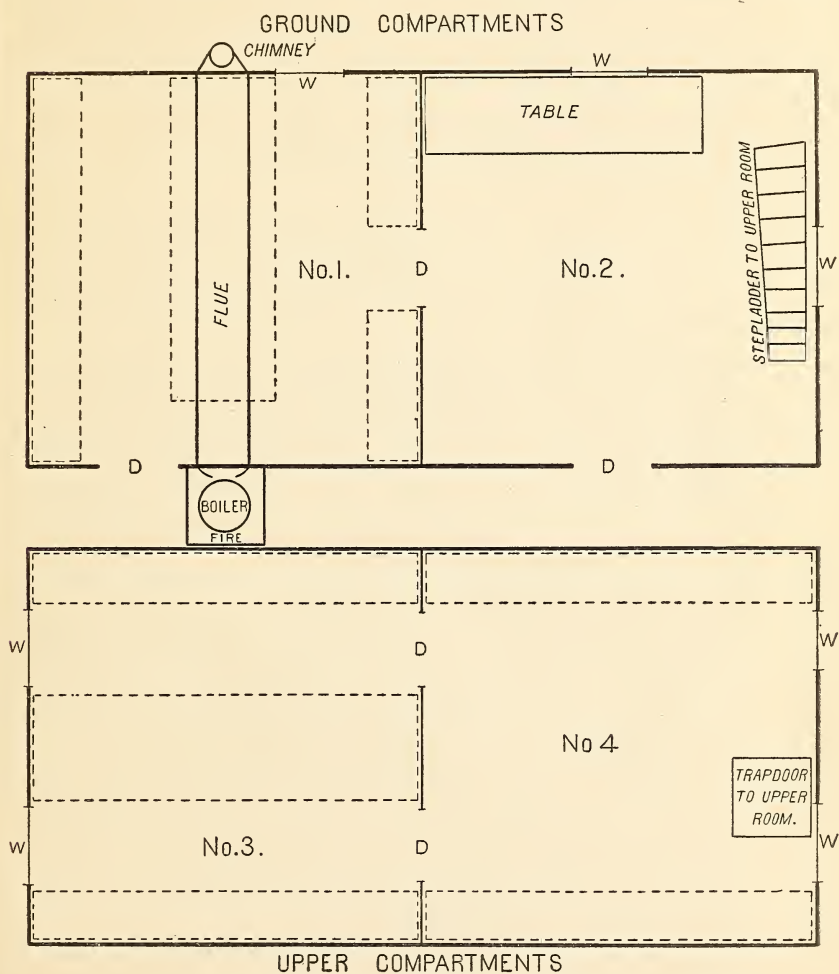 GROUND COMPARTMENTS
CHIMNEY
W
W
TABLE
STEPLADDER TO UPPER ROOM
FLUE
No.1.
D
No.2.
W
D
D
BOILER
FIRE
W
D
W
No 4
TRAPDOOR
TO UPPER
ROOM.
W
No.3.
D
W
UPPER COMPARTMENTS